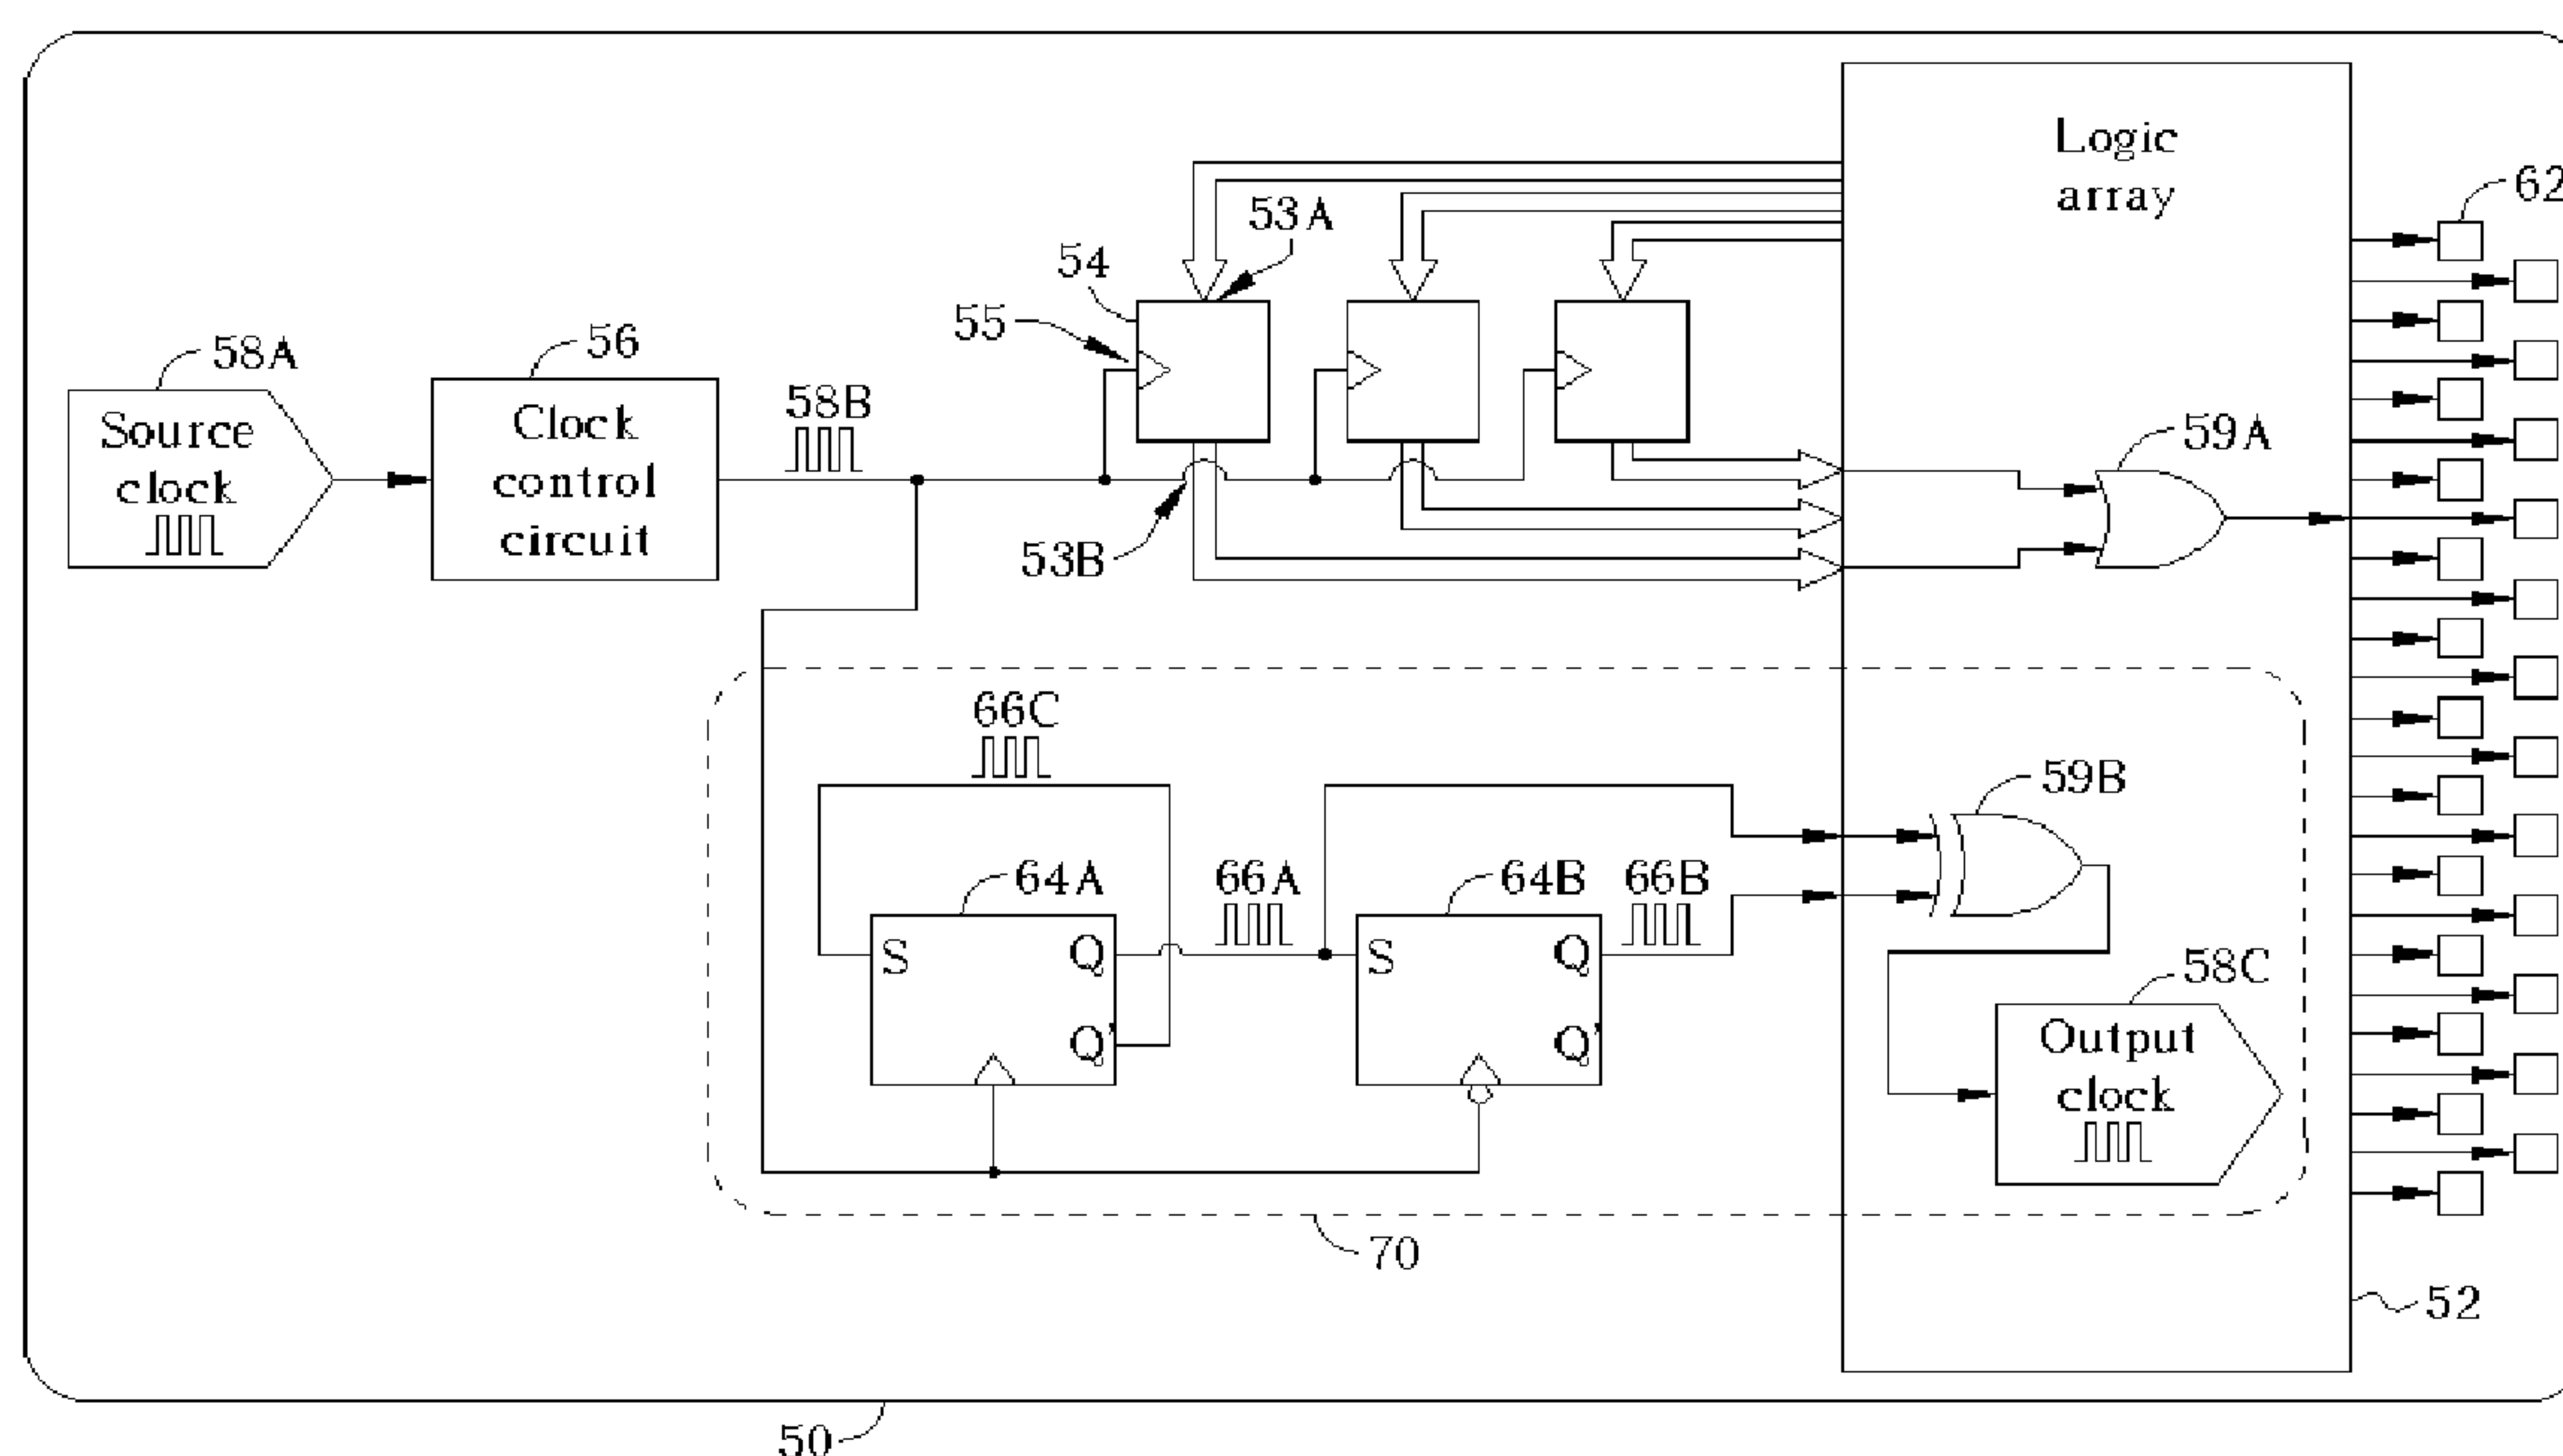 Logic
array
62
53A
54
55
58A
56
58B
59A
Source
clock
Clock
control
circuit
53B
66C
59B
64A
66A
64B
66B
S
Q
S
Q
58C
Q'
Q'
Output
clock
70
52
50